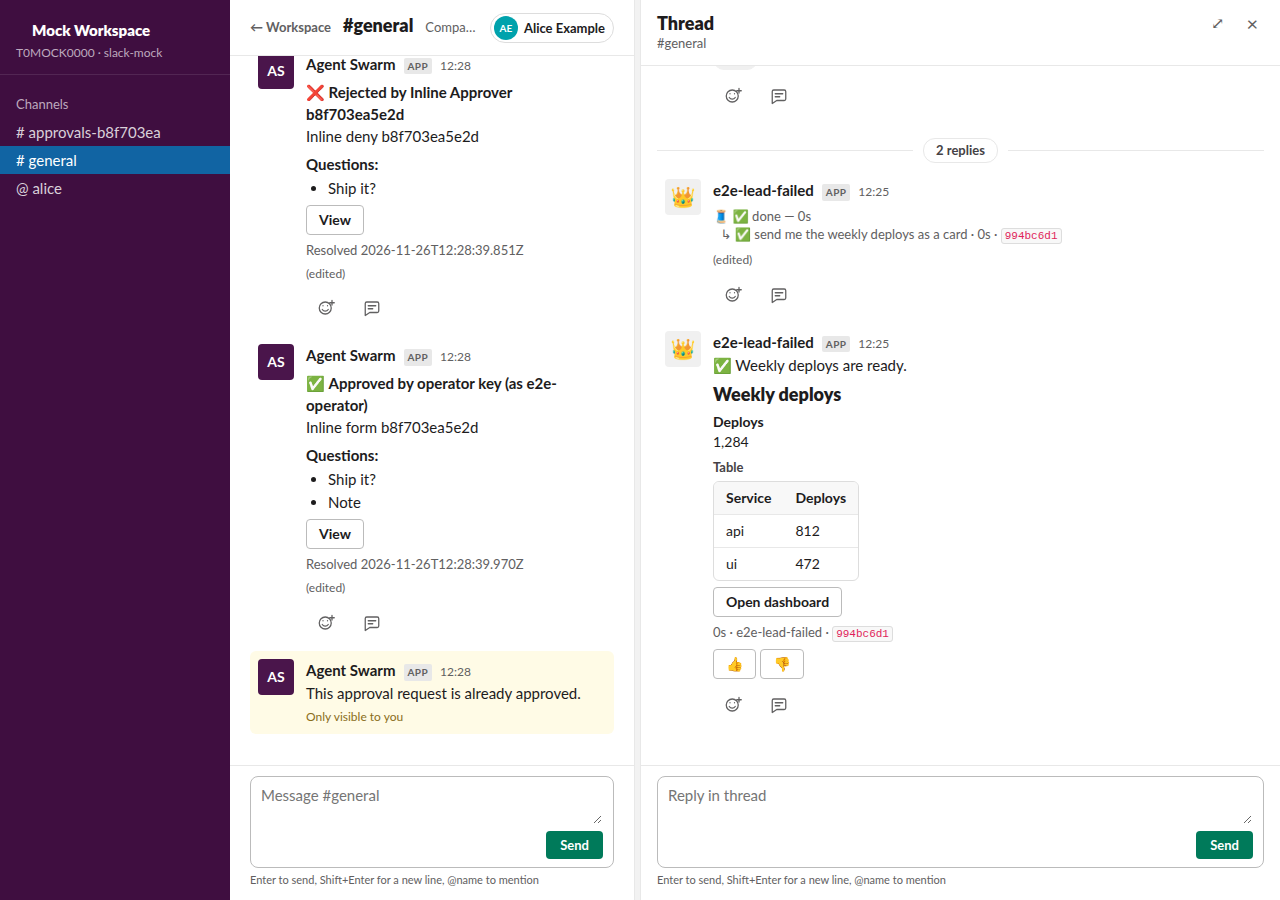 Mock Workspace
T0MOCK0000 · slack-mock
Channels
# approvals-b8f703ea
# general
@ alice
← Workspace #general Compa... AE Alice Example
AS Agent Swarm APP 12:28
❌ Rejected by Inline Approver
b8f703ea5e2d
Inline deny b8f703ea5e2d
Questions:
• Ship it?
View
Resolved 2026-11-26T12:28:39.851Z
(edited)
AS Agent Swarm APP 12:28
✅ Approved by operator key (as e2e-
operator)
Inline form b8f703ea5e2d
Questions:
• Ship it?
• Note
View
Resolved 2026-11-26T12:28:39.970Z
(edited)
AS Agent Swarm APP 12:28
This approval request is already approved.
Only visible to you
Message #general
Send
Enter to send, Shift+Enter for a new line, @name to mention
Thread
#general
2 replies
e2e-lead-failed APP 12:25
🧵 ✅ done — 0s
↳ ✅ send me the weekly deploys as a card · 0s · 994bc6d1
(edited)
e2e-lead-failed APP 12:25
✅ Weekly deploys are ready.
Weekly deploys
Deploys
1,284
Table
Service Deploys
api 812
ui 472
Open dashboard
0s · e2e-lead-failed · 994bc6d1
👍 👎
Reply in thread
Send
Enter to send, Shift+Enter for a new line, @name to mention